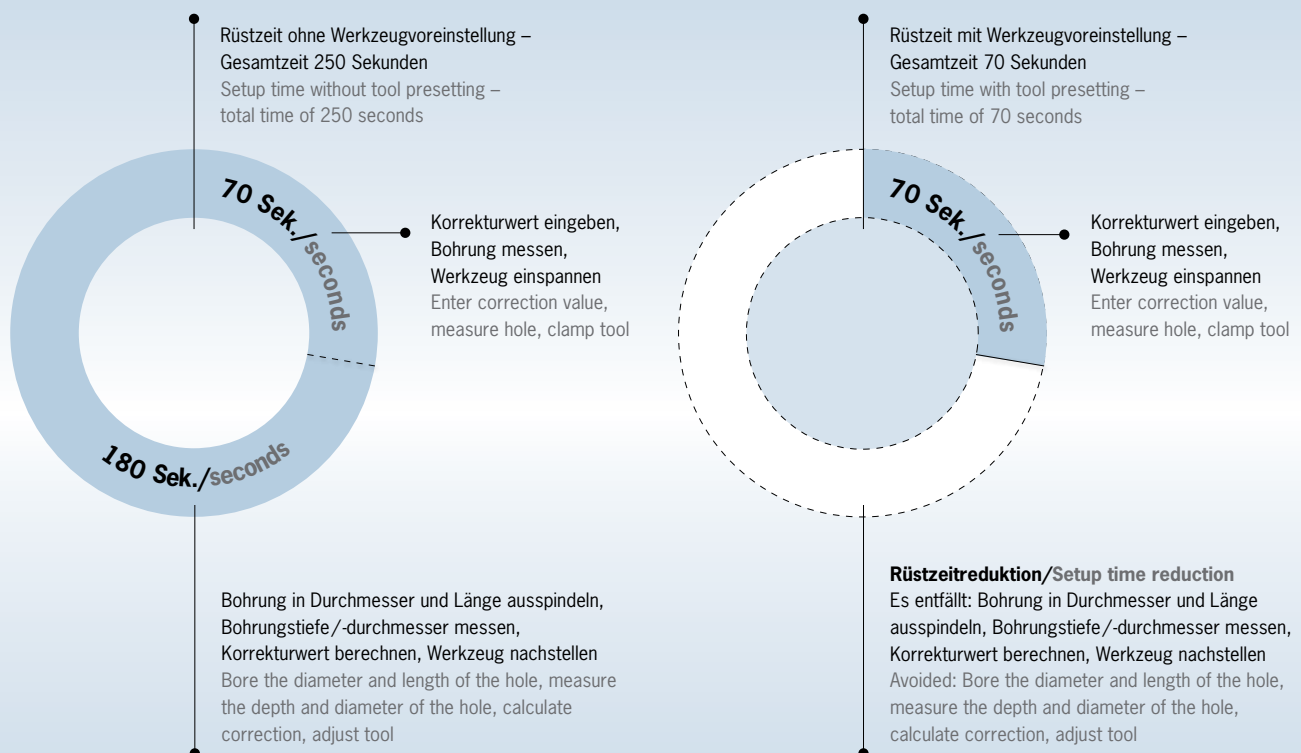 Rüstzeit ohne Werkzeugvoreinstellung –
Gesamtzeit 250 Sekunden
Setup time without tool presetting –
total time of 250 seconds
70 Sek./seconds
Korrekturwert eingeben,
Bohrung messen,
Werkzeug einspannen
Enter correction value,
measure hole, clamp tool
180 Sek./seconds
Bohrung in Durchmesser und Länge ausspindeln,
Bohrungstiefe/-durchmesser messen,
Korrekturwert berechnen, Werkzeug nachstellen
Bore the diameter and length of the hole, measure
the depth and diameter of the hole, calculate
correction, adjust tool
Rüstzeit mit Werkzeugvoreinstellung –
Gesamtzeit 70 Sekunden
Setup time with tool presetting –
total time of 70 seconds
70 Sek./seconds
Korrekturwert eingeben,
Bohrung messen,
Werkzeug einspannen
Enter correction value,
measure hole, clamp tool
Rüstzeitreduktion/Setup time reduction
Es entfällt: Bohrung in Durchmesser und Länge
ausspindeln, Bohrungstiefe/-durchmesser messen,
Korrekturwert berechnen, Werkzeug nachstellen
Avoided: Bore the diameter and length of the hole,
measure the depth and diameter of the hole,
calculate correction, adjust tool